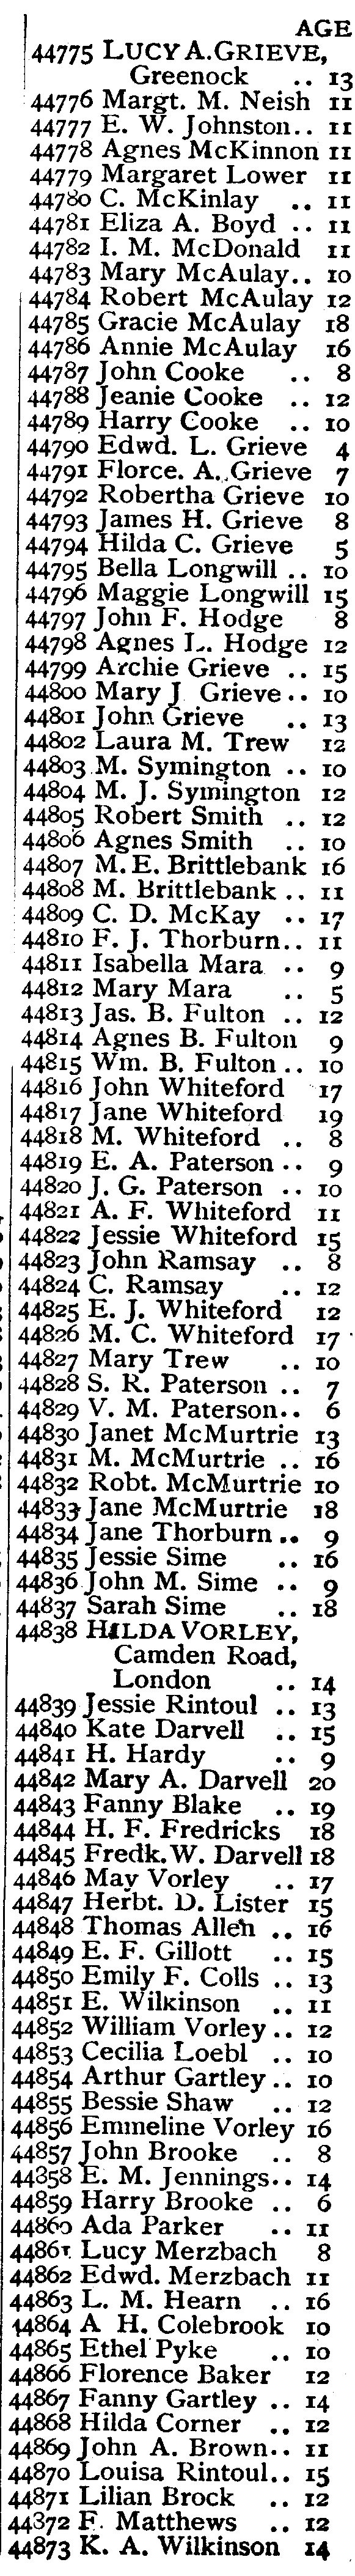 AGE
44775 LUCY A. GRIEVE,
Greenock .. 13
44776 Margt. M. Neish 11
44777 E. W. Johnston .. 11
44778 Agnes McKinnon 11
44779 Margaret Lower 11
44780 C. McKinlay .. 11
44781 Eliza A. Boyd .. 11
44782 I. M. McDonald 11
44783 Mary McAulay .. 10
44784 Robert McAulay 12
44785 Gracie McAulay 18
44786 Annie McAulay 16
44787 John Cooke .. 8
44788 Jeanie Cooke .. 12
44789 Harry Cooke .. 10
44790 Edwd. L. Grieve 4
44791 Florce. A. Grieve 7
44792 Robertha Grieve 10
44793 James H. Grieve 8
44794 Hilda C. Grieve 5
44795 Bella Longwill .. 10
44796 Maggie Longwill 15
44797 John F. Hodge 8
44798 Agnes L. Hodge 12
44799 Archie Grieve .. 15
44800 Mary J Grieve .. 10
44801 John Grieve .. 13
44802 Laura M. Trew 12
44803 M. Symington .. 10
44804 M. J. Symington 12
44805 Robert Smith .. 12
44806 Agnes Smith .. 10
44807 M. E. Brittlebank 16
44808 M. Brittlebank .. 11
44809 C. D. McKay .. 17
44810 F. J. Thorburn .. 11
44811 Isabella Mara .. 9
44812 Mary Mara .. 5
44813 Jas. B. Fulton .. 12
44814 Agnes B. Fulton 9
44815 Wm. B. Fulton .. 10
44816 John Whiteford 17
44817 Jane Whiteford 19
44818 M. Whiteford .. 8
44819 E. A. Paterson .. 9
44820 J. G. Paterson .. 10
44821 A. F. Whiteford 11
44822 Jessie Whiteford 15
44823 John Ramsay .. 8
44824 C. Ramsay .. 12
44825 E. J. Whiteford 12
44826 M. C. Whiteford 17
44827 Mary Trew .. 10
44828 S. R. Paterson .. 7
44829 V. M. Paterson .. 6
44830 Janet McMurtrie 13
44831 M. McMurtrie .. 16
44832 Robt. McMurtrie 10
44833 Jane McMurtrie 18
44834 Jane Thorburn .. 9
44835 Jessie Sime .. 16
44836 John M. Sime .. 9
44837 Sarah Sime .. 18
44838 HILDA VORLEY,
Camden Road,
London .. 14
44839 Jessie Rintoul .. 13
44840 Kate Darvell .. 15
44841 H. Hardy .. 9
44842 Mary A. Darvell 20
44843 Fanny Blake .. 19
44844 H. F. Fredricks 18
44845 Fredk. W. Darvell 18
44846 May Vorley .. 17
44847 Herbt. D. Lister 15
44848 Thomas Allen .. 16
44849 E. F. Gillott .. 15
44850 Emily F. Colls .. 13
44851 E. Wilkinson .. 11
44852 William Vorley .. 12
44853 Cecilia Loebl .. 10
44854 Arthur Gartley .. 10
44855 Bessie Shaw .. 12
44856 Emmeline Vorley 16
44857 John Brooke .. 8
44858 E. M. Jennings .. 14
44859 Harry Brooke .. 6
44860 Ada Parker .. 11
44861 Lucy Merzbach 8
44862 Edwd. Merzbach 11
44863 L. M. Hearn .. 16
44864 A H. Colebrook 10
44865 Ethel Pyke .. 10
44866 Florence Baker 12
44867 Fanny Gartley .. 14
44868 Hilda Corner .. 12
44869 John A. Brown .. 11
44870 Louisa Rintoul .. 15
44871 Lilian Brock .. 12
44872 F. Matthews .. 12
44873 K. A. Wilkinson 14